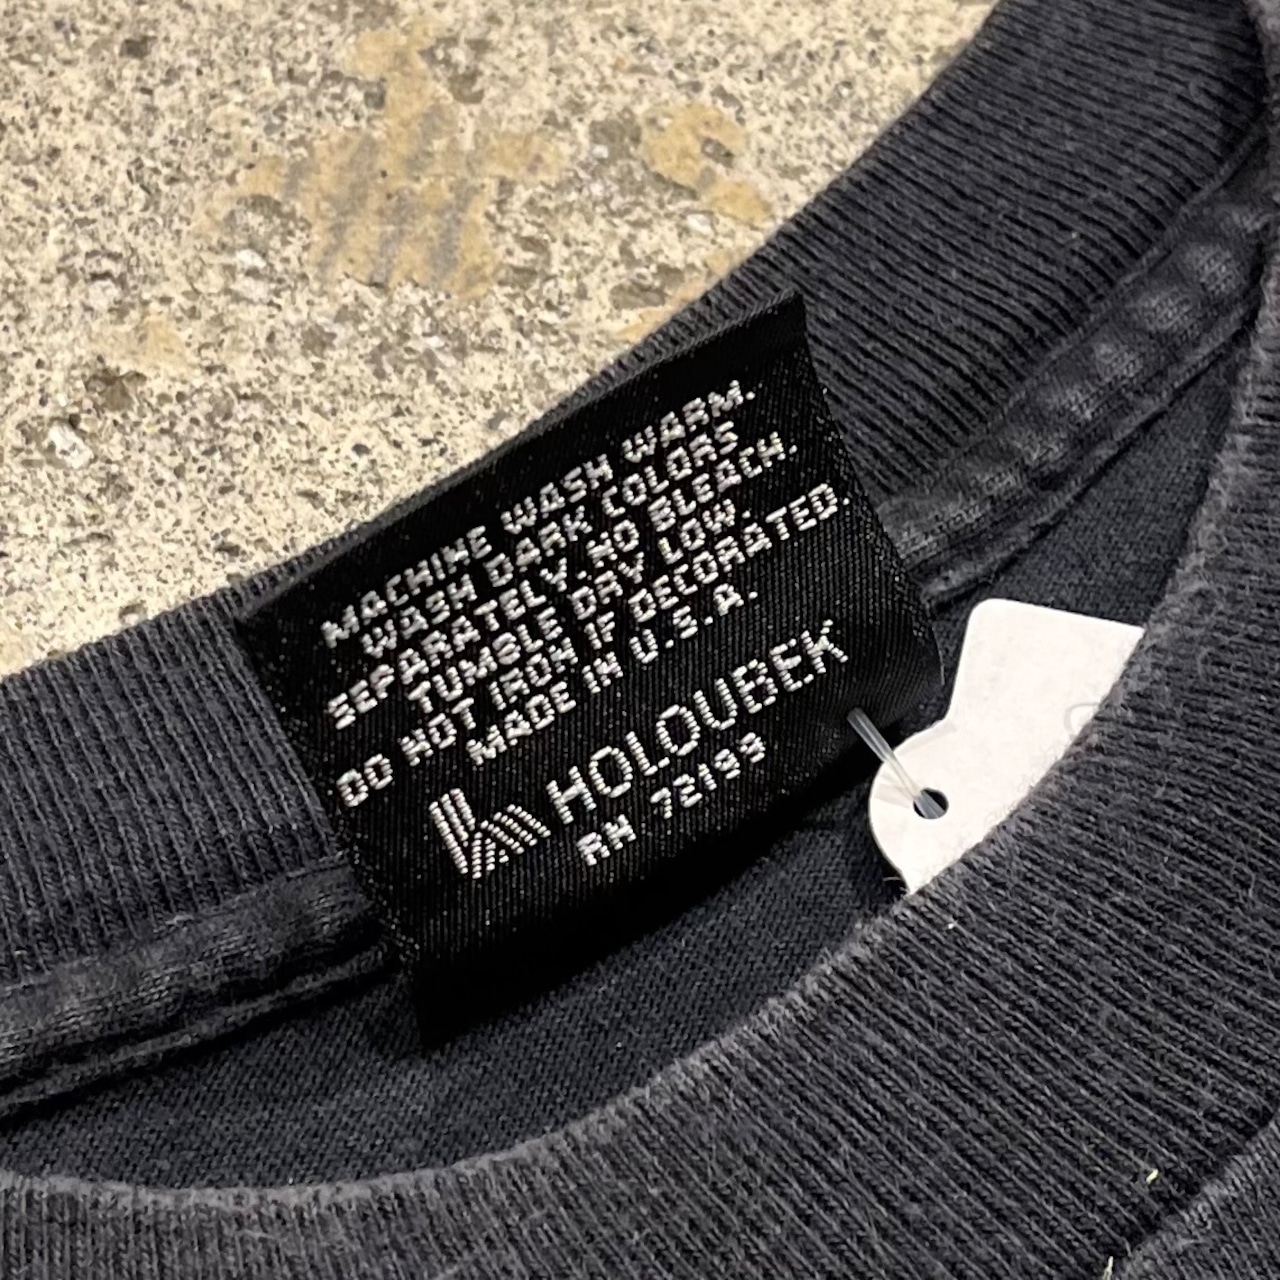 MACHINE WASH WARM.
WASH DARK COLORS
SEPARATELY. NO BLEACH.
TUMBLE DRY LOW.
DO NOT IRON IF DECORATED.
MADE IN U.S.A.
HOLOUBEK
RN 72193